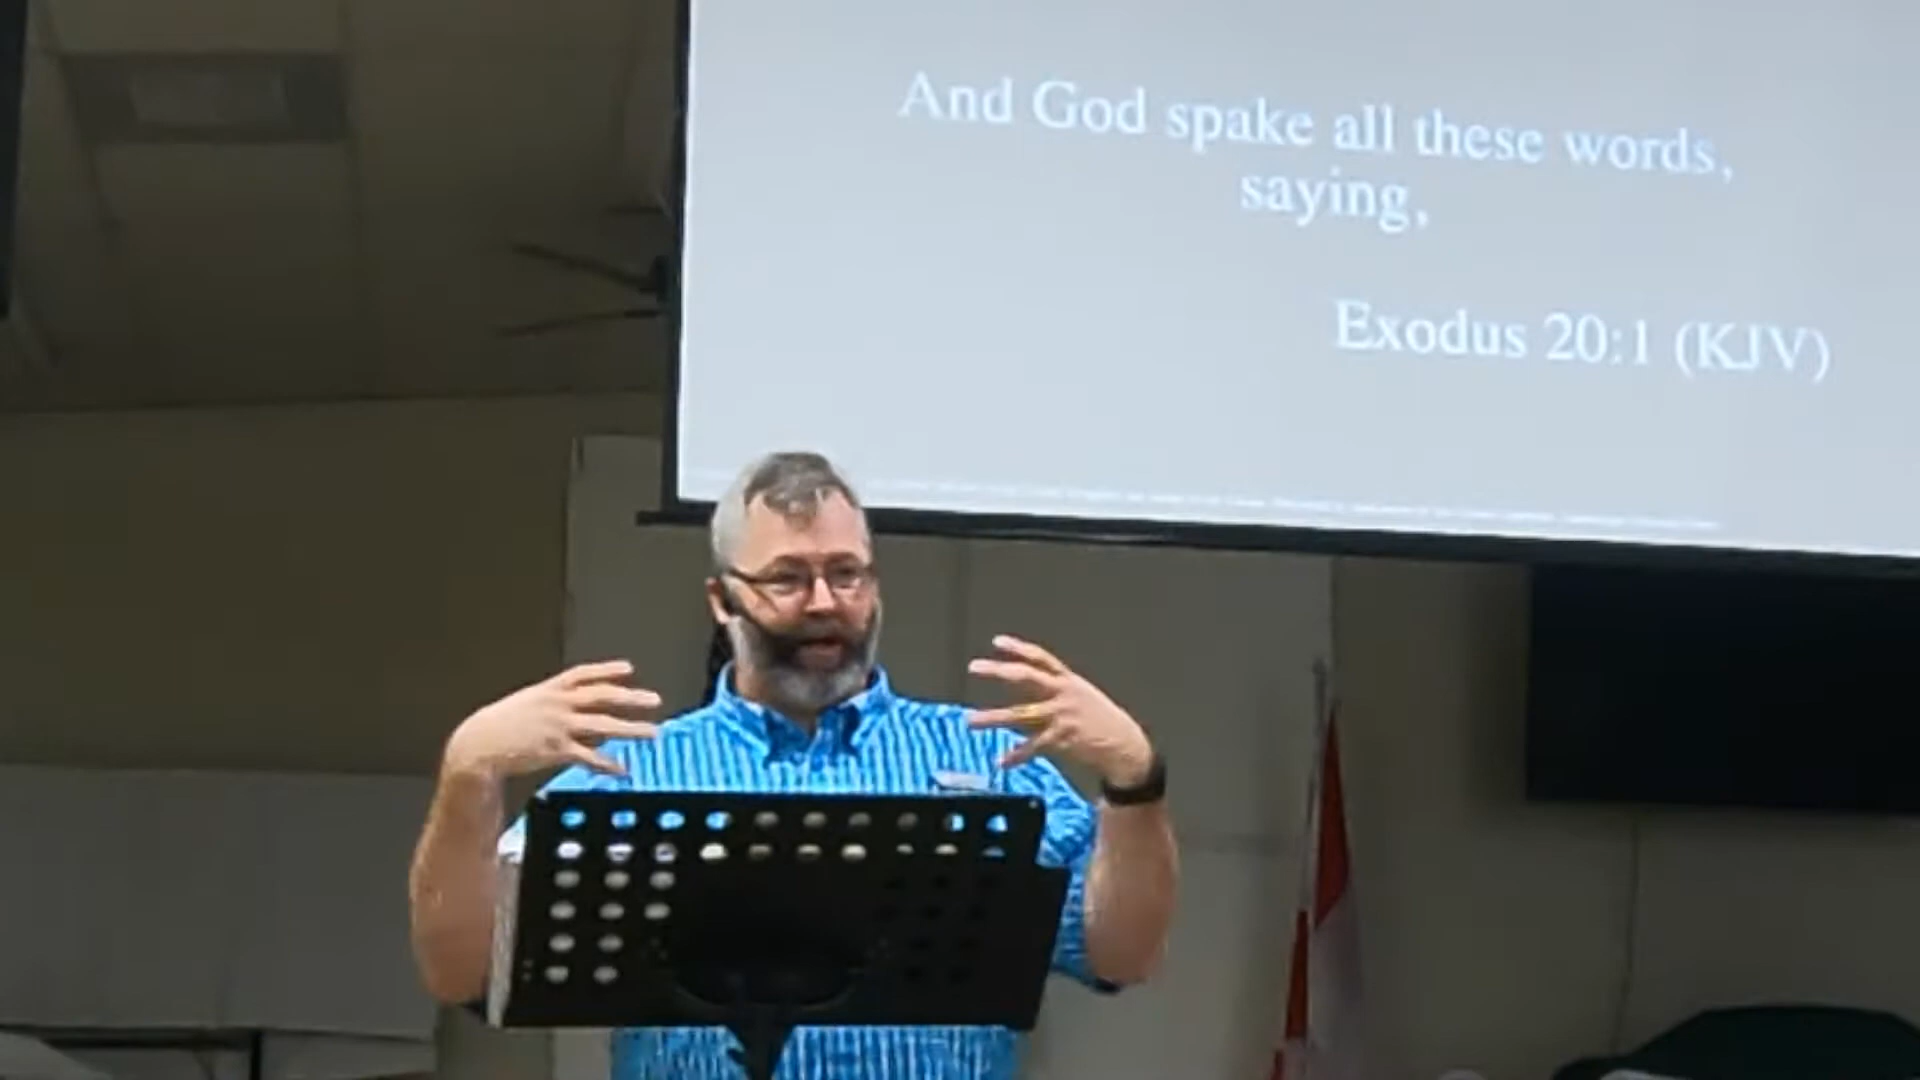 And God spake all these words,
saying,
Exodus 20:1 (KJV)